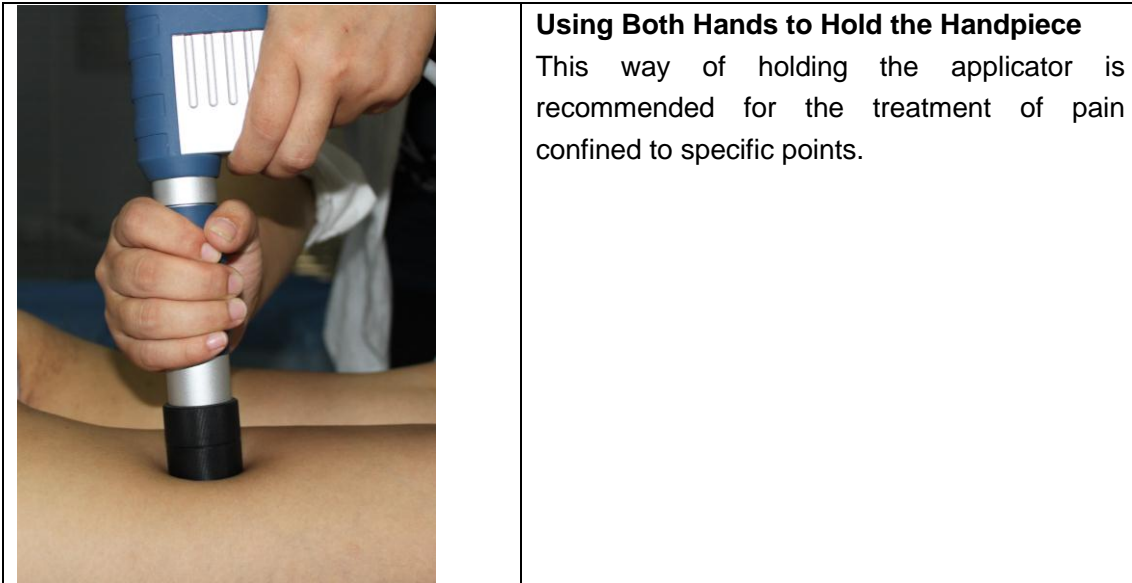 Using Both Hands to Hold the Handpiece
This way of holding the applicator is
recommended for the treatment of pain
confined to specific points.